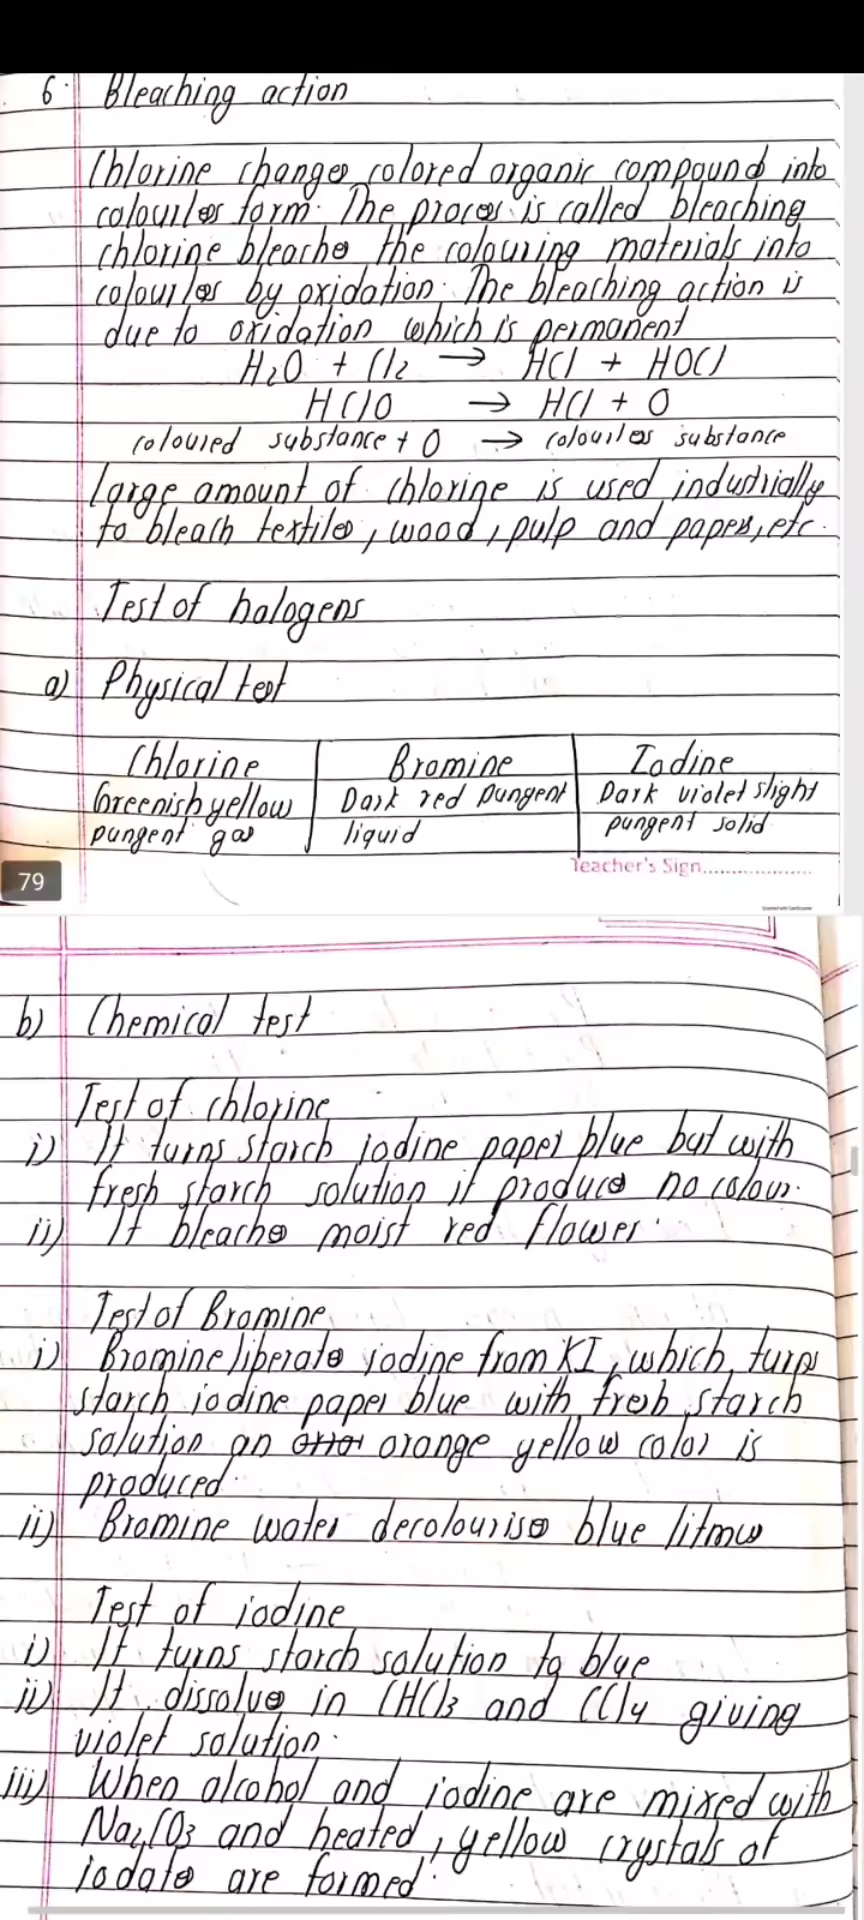 6. Bleaching action
Chlorine changes colored organic compounds into
colourless form. The process is called bleaching
chlorine bleaches the colouring materials into
colourless by oxidation. The bleaching action is
due to oxidation which is permanent
H2O + Cl2 → HCl + HOCl
HClO → HCl + O
coloured substance + O → colourless substance
Large amount of chlorine is used industrially
to bleach textiles, wood, pulp and papers, etc.
Test of halogens
a) Physical test
Chlorine Bromine Iodine
Greenish yellow Dark red pungent Dark violet slight
pungent gas liquid pungent solid
Teacher's Sign....................
79
b) Chemical test
Test of chlorine
i) It turns starch iodine paper blue but with
fresh starch solution it produces no colour.
ii) It bleaches moist red flower.
Test of Bromine
i) Bromine liberates iodine from KI, which turns
starch iodine paper blue with fresh starch
solution an orange yellow color is
produced.
ii) Bromine water decolourises blue litmus
Test of iodine
i) It turns starch solution to blue
ii) It dissolves in CHCl3 and CCl4 giving
violet solution.
iii) When alcohol and iodine are mixed with
Na2CO3 and heated, yellow crystals of
iodates are formed.